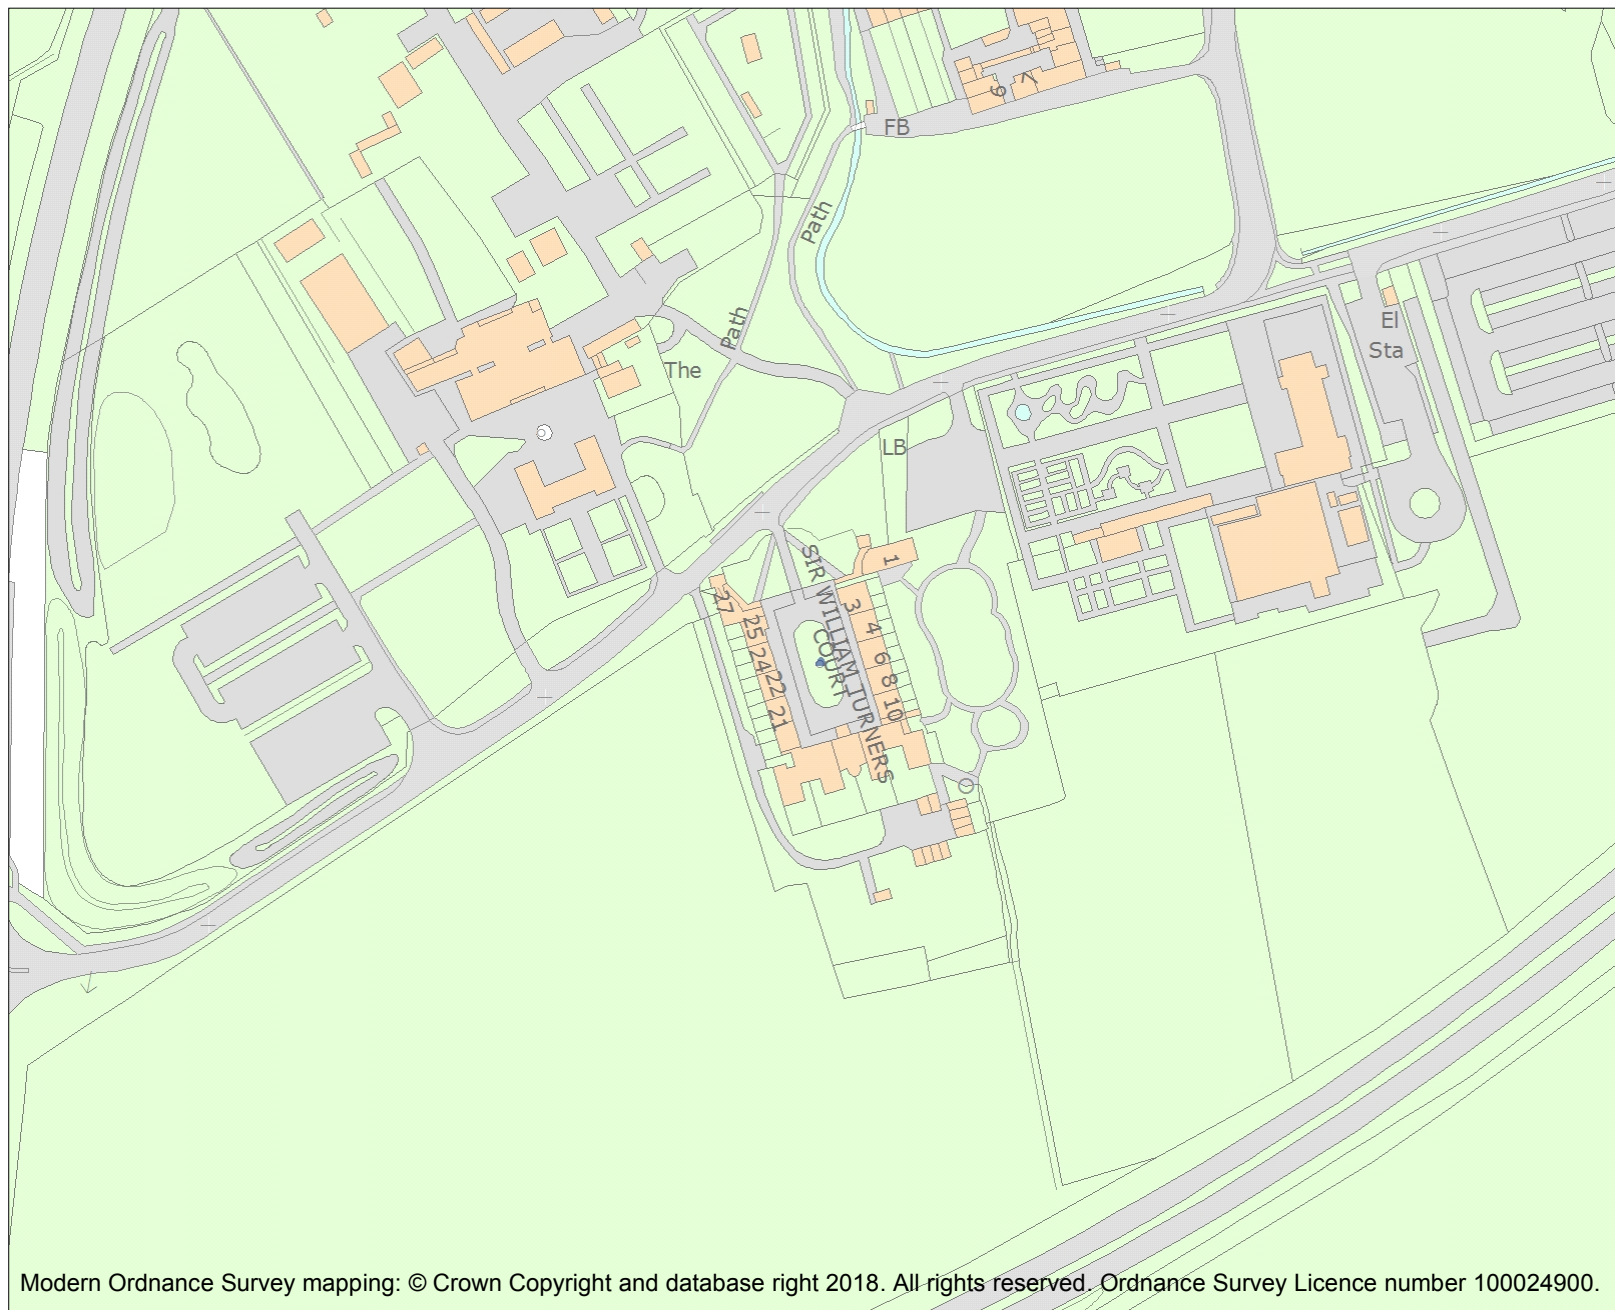 6
7
FB
Path
Path
The
El
Sta
LB
SIR WILLIAM TURNERS
COURT
1
3
4
6
8
10
27
25
24
22
21
Modern Ordnance Survey mapping: © Crown Copyright and database right 2018. All rights reserved. Ordnance Survey Licence number 100024900.